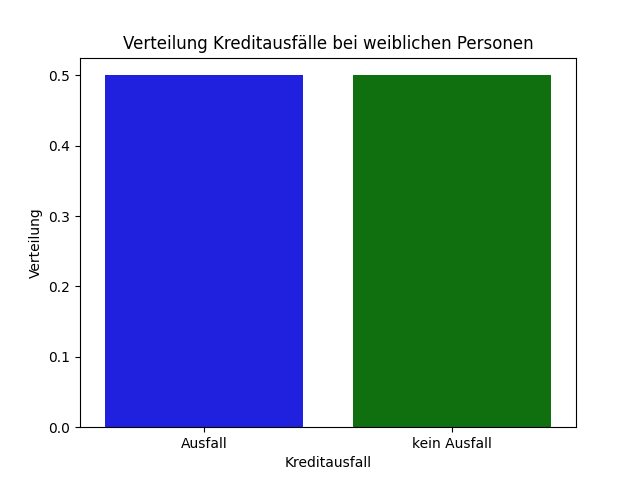 Verteilung Kreditausfälle bei weiblichen Personen
0.5
0.4
0.3
0.2
0.1
0.0
Verteilung
Ausfall kein Ausfall
Kreditausfall